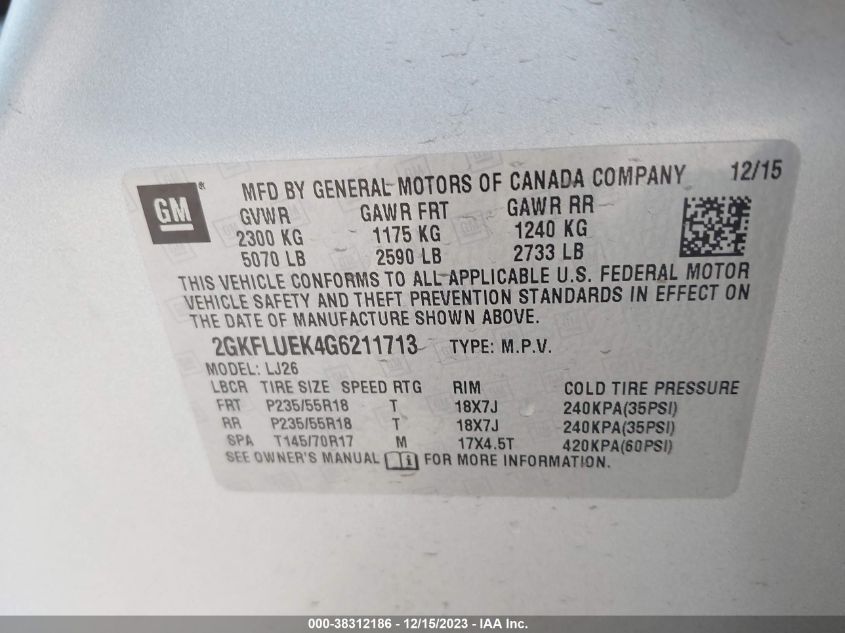 GM ® MFD BY GENERAL MOTORS OF CANADA COMPANY 12/15
GVWR GAWR FRT GAWR RR
2300 KG 1175 KG 1240 KG
5070 LB 2590 LB 2733 LB
THIS VEHICLE CONFORMS TO ALL APPLICABLE U.S. FEDERAL MOTOR
VEHICLE SAFETY AND THEFT PREVENTION STANDARDS IN EFFECT ON
THE DATE OF MANUFACTURE SHOWN ABOVE.
2GKFLUEK4G6211713 TYPE: M.P.V.
MODEL: LJ26
LBCR TIRE SIZE SPEED RTG RIM COLD TIRE PRESSURE
FRT P235/55R18 T 18X7J 240KPA(35PSI)
RR P235/55R18 T 18X7J 240KPA(35PSI)
SPA T145/70R17 M 17X4.5T 420KPA(60PSI)
SEE OWNER'S MANUAL FOR MORE INFORMATION.
000-38312186 - 12/15/2023 - IAA Inc.